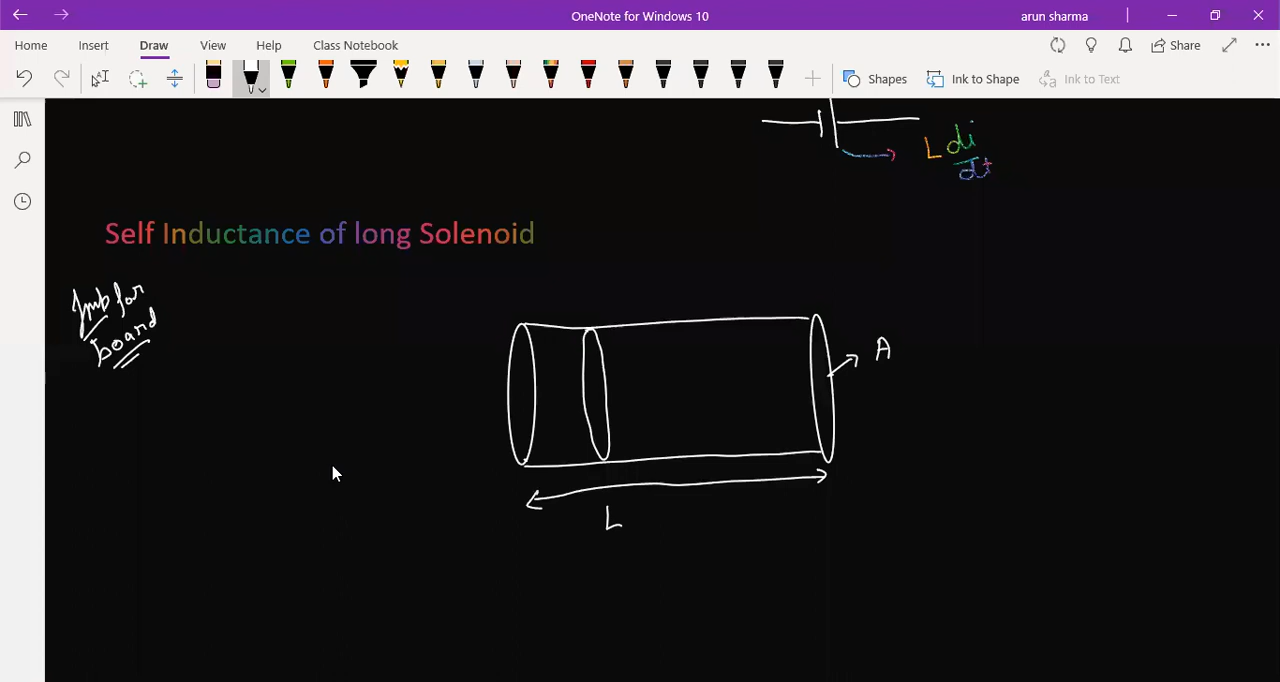 OneNote for Windows 10
arun sharma
Home Insert Draw View Help Class Notebook
Share
Shapes
Ink to Shape
Ink to Text
L di/dt
Self Inductance of long Solenoid
Imp for
board
A
L